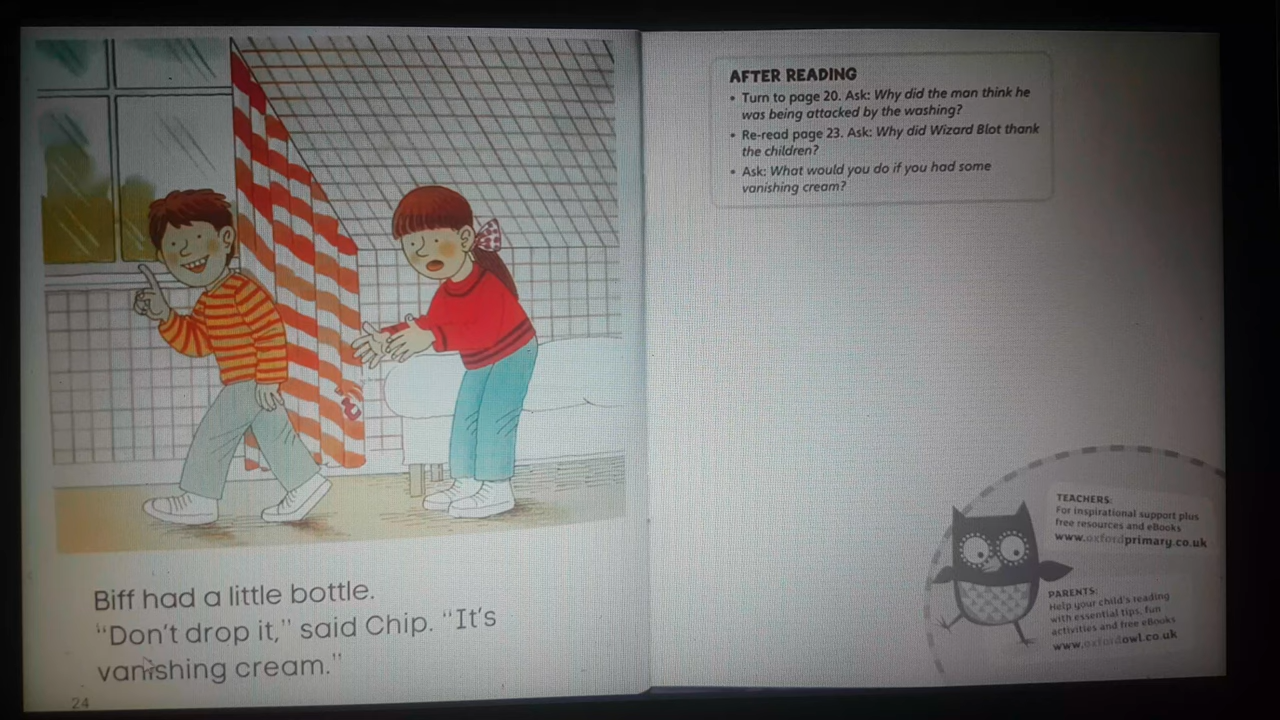 Biff had a little bottle.
“Don’t drop it,” said Chip. “It’s
vanishing cream.”
24
AFTER READING
• Turn to page 20. Ask: Why did the man think he
was being attacked by the washing?
• Re-read page 23. Ask: Why did Wizard Blot thank
the children?
• Ask: What would you do if you had some
vanishing cream?
TEACHERS:
For inspirational support plus
free resources and eBooks
www.oxfordprimary.co.uk
PARENTS:
Help your child's reading
with essential tips, fun
activities and free eBooks
www.oxfordowl.co.uk